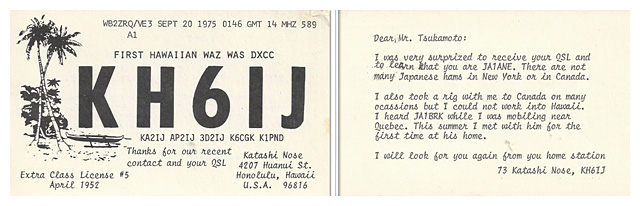 WB2ZRQ/VE3 SEPT 20 1975 0146 GMT 14 MHZ 589
A1
FIRST HAWAIIAN WAZ WAS DXCC
KH6IJ
KA2IJ AP2IJ 3D2IJ K6CGK K1PND
Thanks for our recent
contact and your QSL
Extra Class License #5
April 1952
Katashi Nose
4207 Huanui St.
Honolulu, Hawaii
U.S.A. 96816
Dear, Mr. Tsukamoto:
I was very surprized to receive your QSL and
to learn that you are JA1ANE. There are not
many Japanese hams in New York or in Canada.
I also took a rig with me to Canada on many
ocassions but I could not work into Hawaii.
I heard JA1BRK while I was mobiling near
Quebec. This summer I met with him for the
first time at his home.
I will look for you again from you home station
73 Katashi Nose, KH6IJ